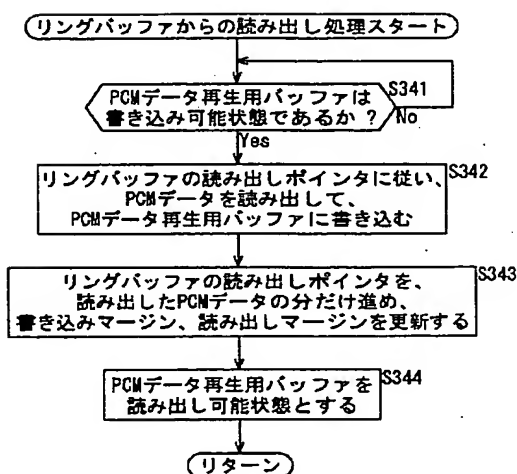 リングバッファからの読み出し処理スタート
S341
PCMデータ再生用バッファは
書き込み可能状態であるか ?
No
Yes
S342
リングバッファの読み出しポインタに従い、
PCMデータを読出して、
PCMデータ再生用バッファに書き込む
S343
リングバッファの読み出しポインタを、
読み出したPCMデータの分だけ進め、
書き込みマージン、読み出しマージンを更新する
S344
PCMデータ再生用バッファを
読み出し可能状態とする
リターン